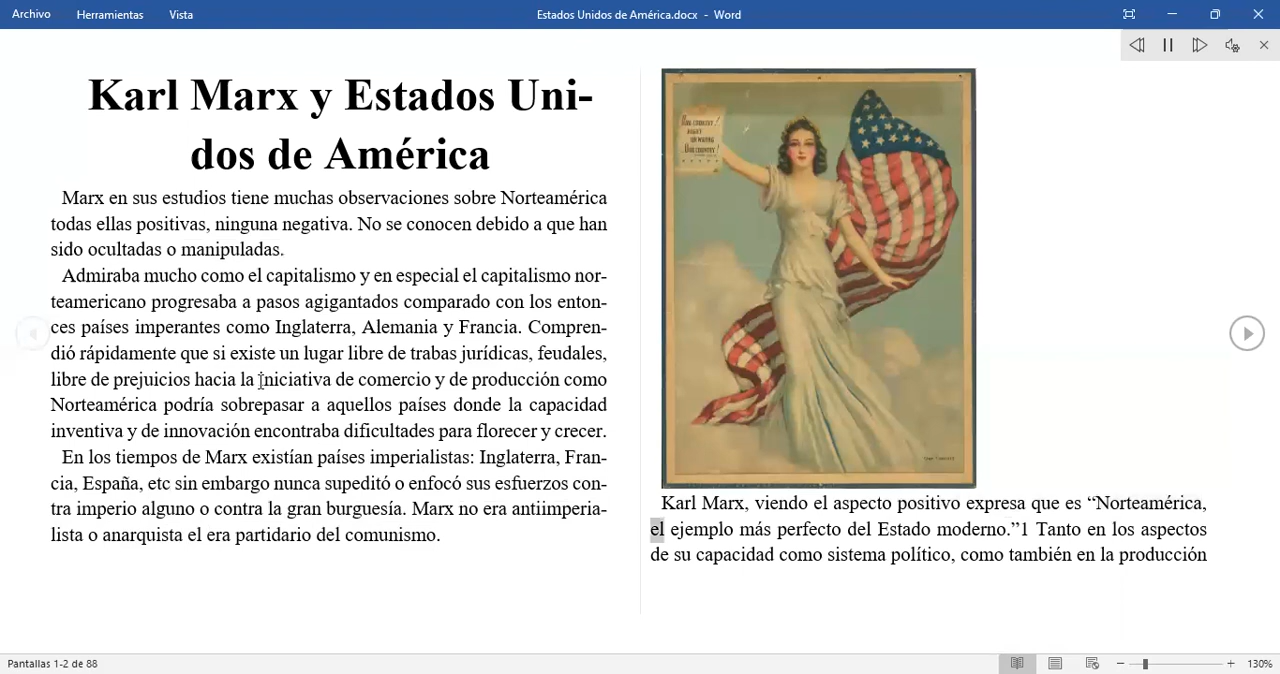 Archivo Herramientas Vista Estados Unidos de América.docx - Word
Karl Marx y Estados Uni-
dos de América
Marx en sus estudios tiene muchas observaciones sobre Norteamérica
todas ellas positivas, ninguna negativa. No se conocen debido a que han
sido ocultadas o manipuladas.
Admiraba mucho como el capitalismo y en especial el capitalismo nor-
teamericano progresaba a pasos agigantados comparado con los enton-
ces países imperantes como Inglaterra, Alemania y Francia. Compren-
dió rápidamente que si existe un lugar libre de trabas jurídicas, feudales,
libre de prejuicios hacia la iniciativa de comercio y de producción como
Norteamérica podría sobrepasar a aquellos países donde la capacidad
inventiva y de innovación encontraba dificultades para florecer y crecer.
En los tiempos de Marx existían países imperialistas: Inglaterra, Fran-
cia, España, etc sin embargo nunca supeditó o enfocó sus esfuerzos con-
tra imperio alguno o contra la gran burguesía. Marx no era antiimperia-
lista o anarquista el era partidario del comunismo.
OUR COUNTRY!
RIGHT
OR WRONG
OUR COUNTRY!
Karl Marx, viendo el aspecto positivo expresa que es “Norteamérica,
el ejemplo más perfecto del Estado moderno.”1 Tanto en los aspectos
de su capacidad como sistema político, como también en la producción
Pantallas 1-2 de 88 130%